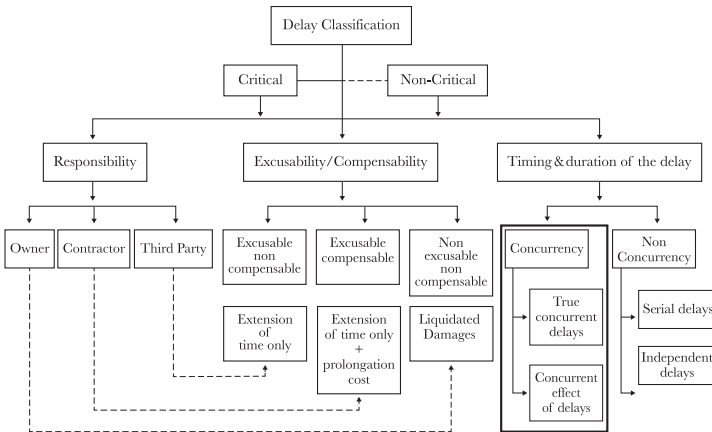 Delay Classification
Critical
Non-Critical
Responsibility
Excusability/Compensability
Timing & duration of the delay
Owner
Contractor
Third Party
Excusable
non
compensable
Excusable
compensable
Non
excusable
non
compensable
Concurrency
Non
Concurrency
Extension
of
time only
Extension
of time only
+
prolongation
cost
Liquidated
Damages
True
concurrent
delays
Serial delays
Concurrent
effect
of delays
Independent
delays